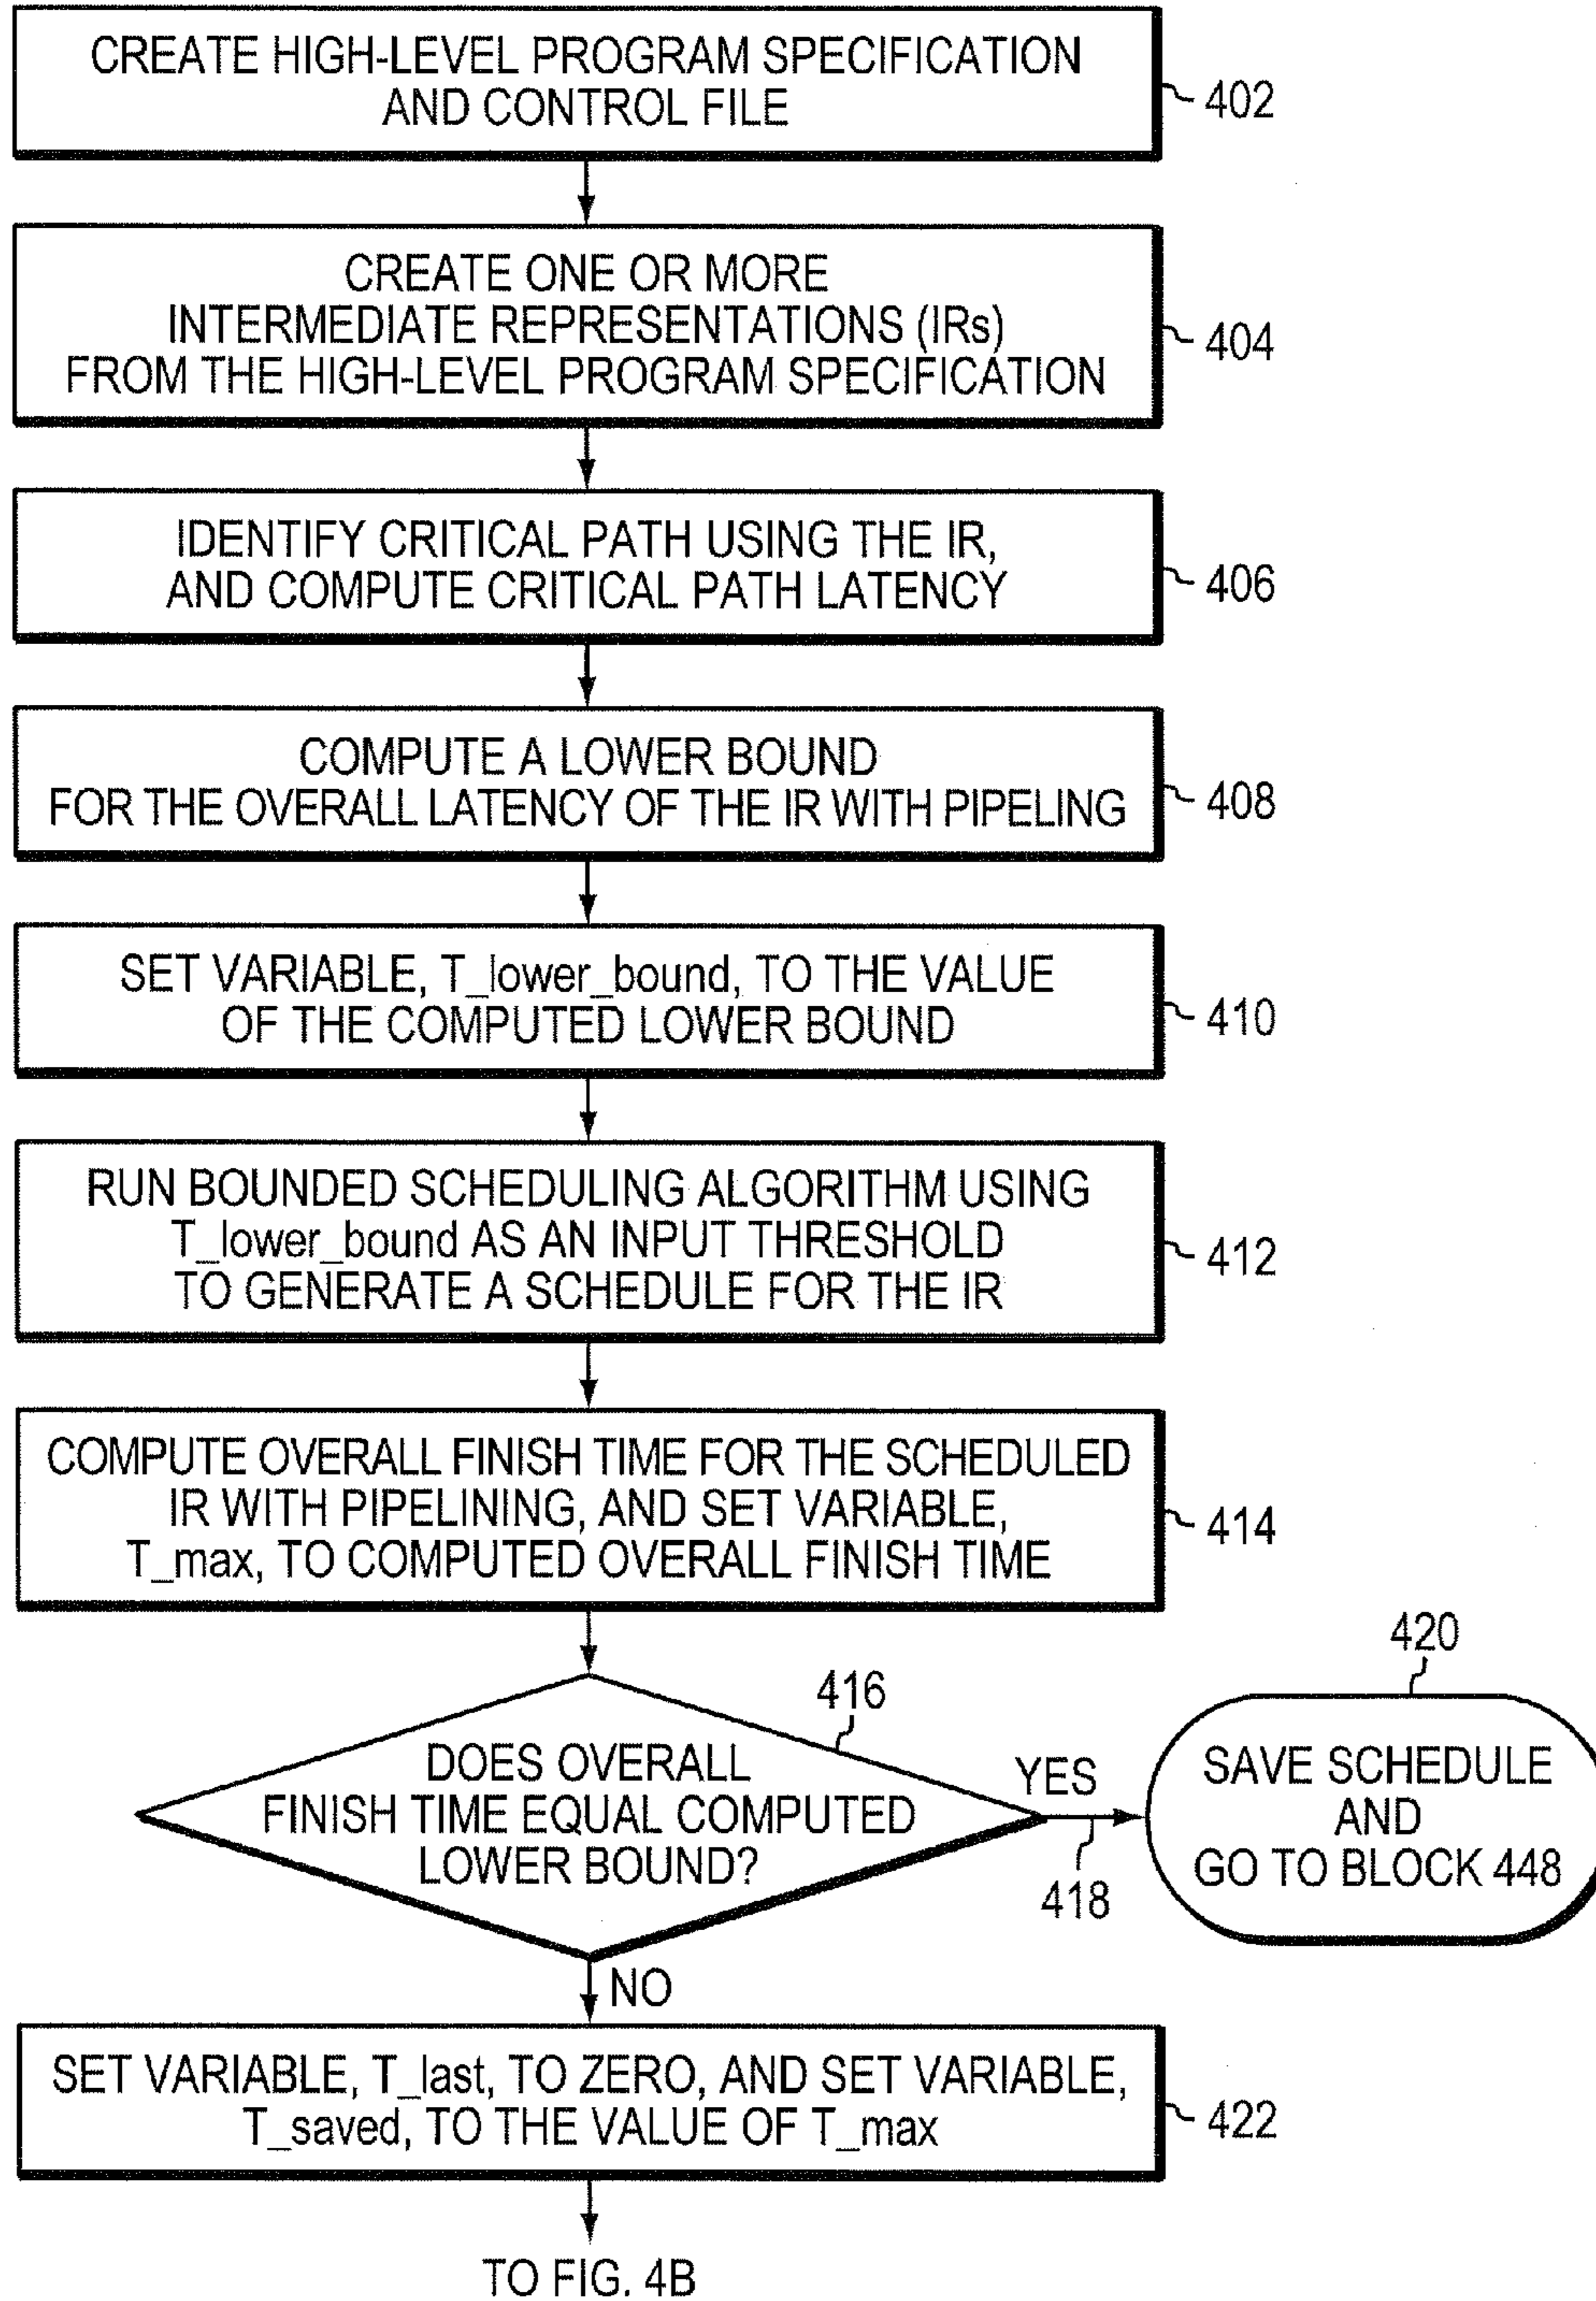 CREATE HIGH-LEVEL PROGRAM SPECIFICATION
AND CONTROL FILE
402
CREATE ONE OR MORE
INTERMEDIATE REPRESENTATIONS (IRs)
FROM THE HIGH-LEVEL PROGRAM SPECIFICATION
404
IDENTIFY CRITICAL PATH USING THE IR,
AND COMPUTE CRITICAL PATH LATENCY
406
COMPUTE A LOWER BOUND
FOR THE OVERALL LATENCY OF THE IR WITH PIPELING
408
SET VARIABLE, T_lower_bound, TO THE VALUE
OF THE COMPUTED LOWER BOUND
410
RUN BOUNDED SCHEDULING ALGORITHM USING
T_lower_bound AS AN INPUT THRESHOLD
TO GENERATE A SCHEDULE FOR THE IR
412
COMPUTE OVERALL FINISH TIME FOR THE SCHEDULED
IR WITH PIPELINING, AND SET VARIABLE,
T_max, TO COMPUTED OVERALL FINISH TIME
414
416
DOES OVERALL
FINISH TIME EQUAL COMPUTED
LOWER BOUND?
YES
418
420
SAVE SCHEDULE
AND
GO TO BLOCK 448
NO
SET VARIABLE, T_last, TO ZERO, AND SET VARIABLE,
T_saved, TO THE VALUE OF T_max
422
TO FIG. 4B